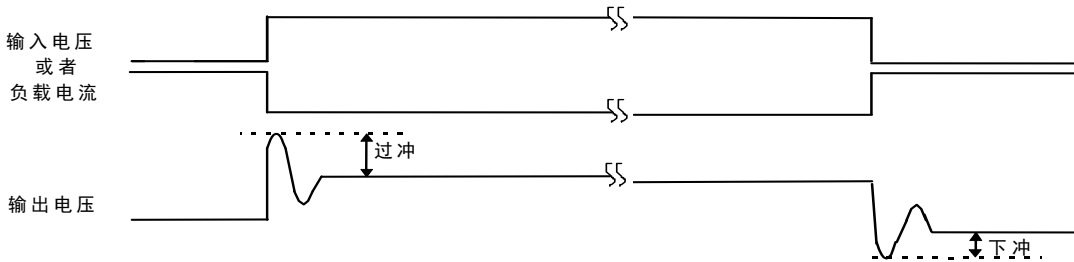 输入电压
或者
负载电流
过冲
输出电压
下冲